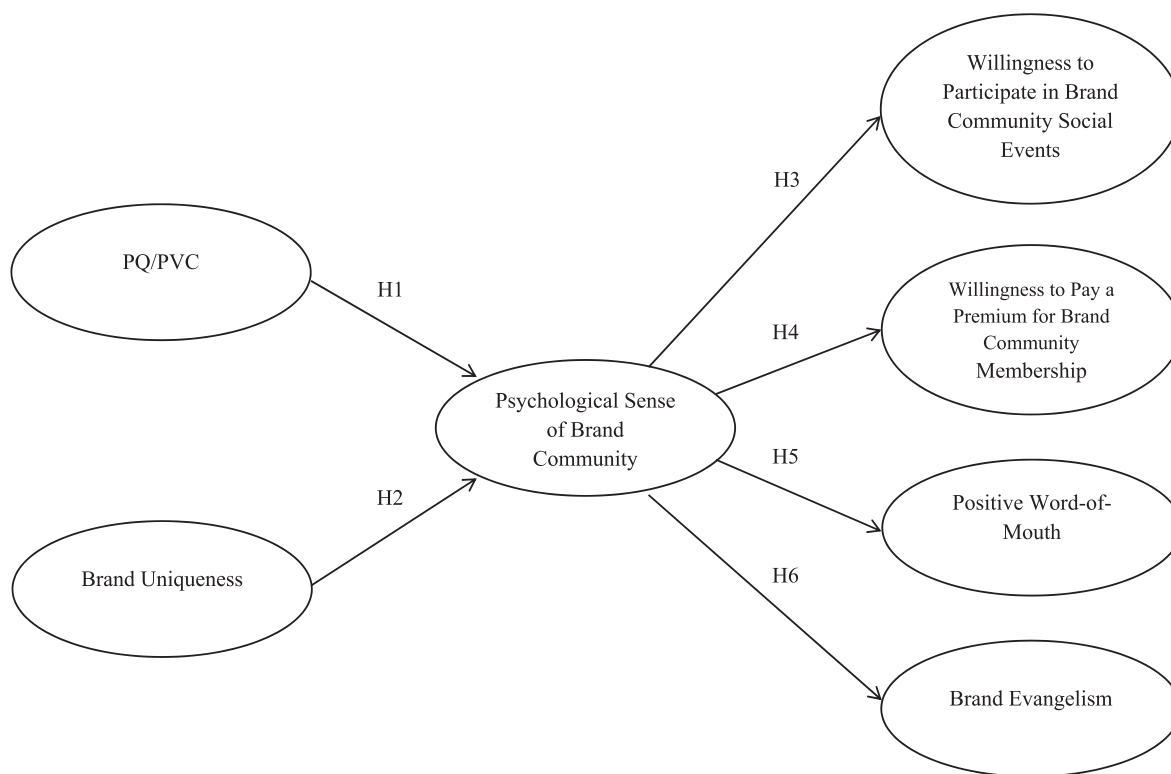 PQ/PVC
H1
Brand Uniqueness
H2
Psychological Sense
of Brand
Community
H3
Willingness to
Participate in Brand
Community Social
Events
H4
Willingness to Pay a
Premium for Brand
Community
Membership
H5
Positive Word-of-
Mouth
H6
Brand Evangelism